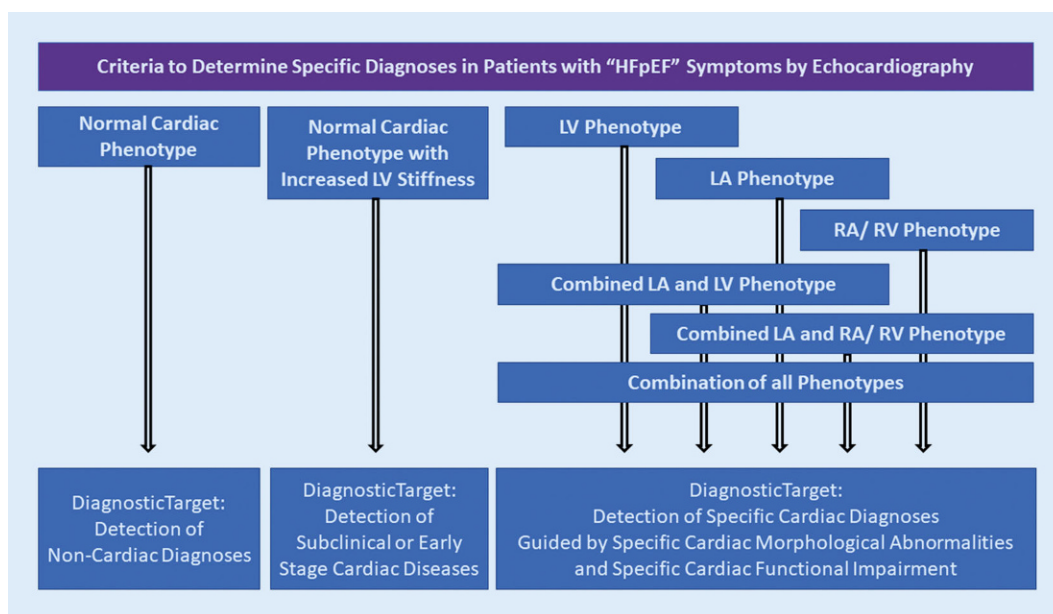 Criteria to Determine Specific Diagnoses in Patients with “HFpEF” Symptoms by Echocardiography
Normal Cardiac
Phenotype
Normal Cardiac
Phenotype with
Increased LV Stiffness
LV Phenotype
LA Phenotype
RA/ RV Phenotype
Combined LA and LV Phenotype
Combined LA and RA/ RV Phenotype
Combination of all Phenotypes
DiagnosticTarget:
Detection of
Non-Cardiac Diagnoses
DiagnosticTarget:
Detection of
Subclinical or Early
Stage Cardiac Diseases
DiagnosticTarget:
Detection of Specific Cardiac Diagnoses
Guided by Specific Cardiac Morphological Abnormalities
and Specific Cardiac Functional Impairment